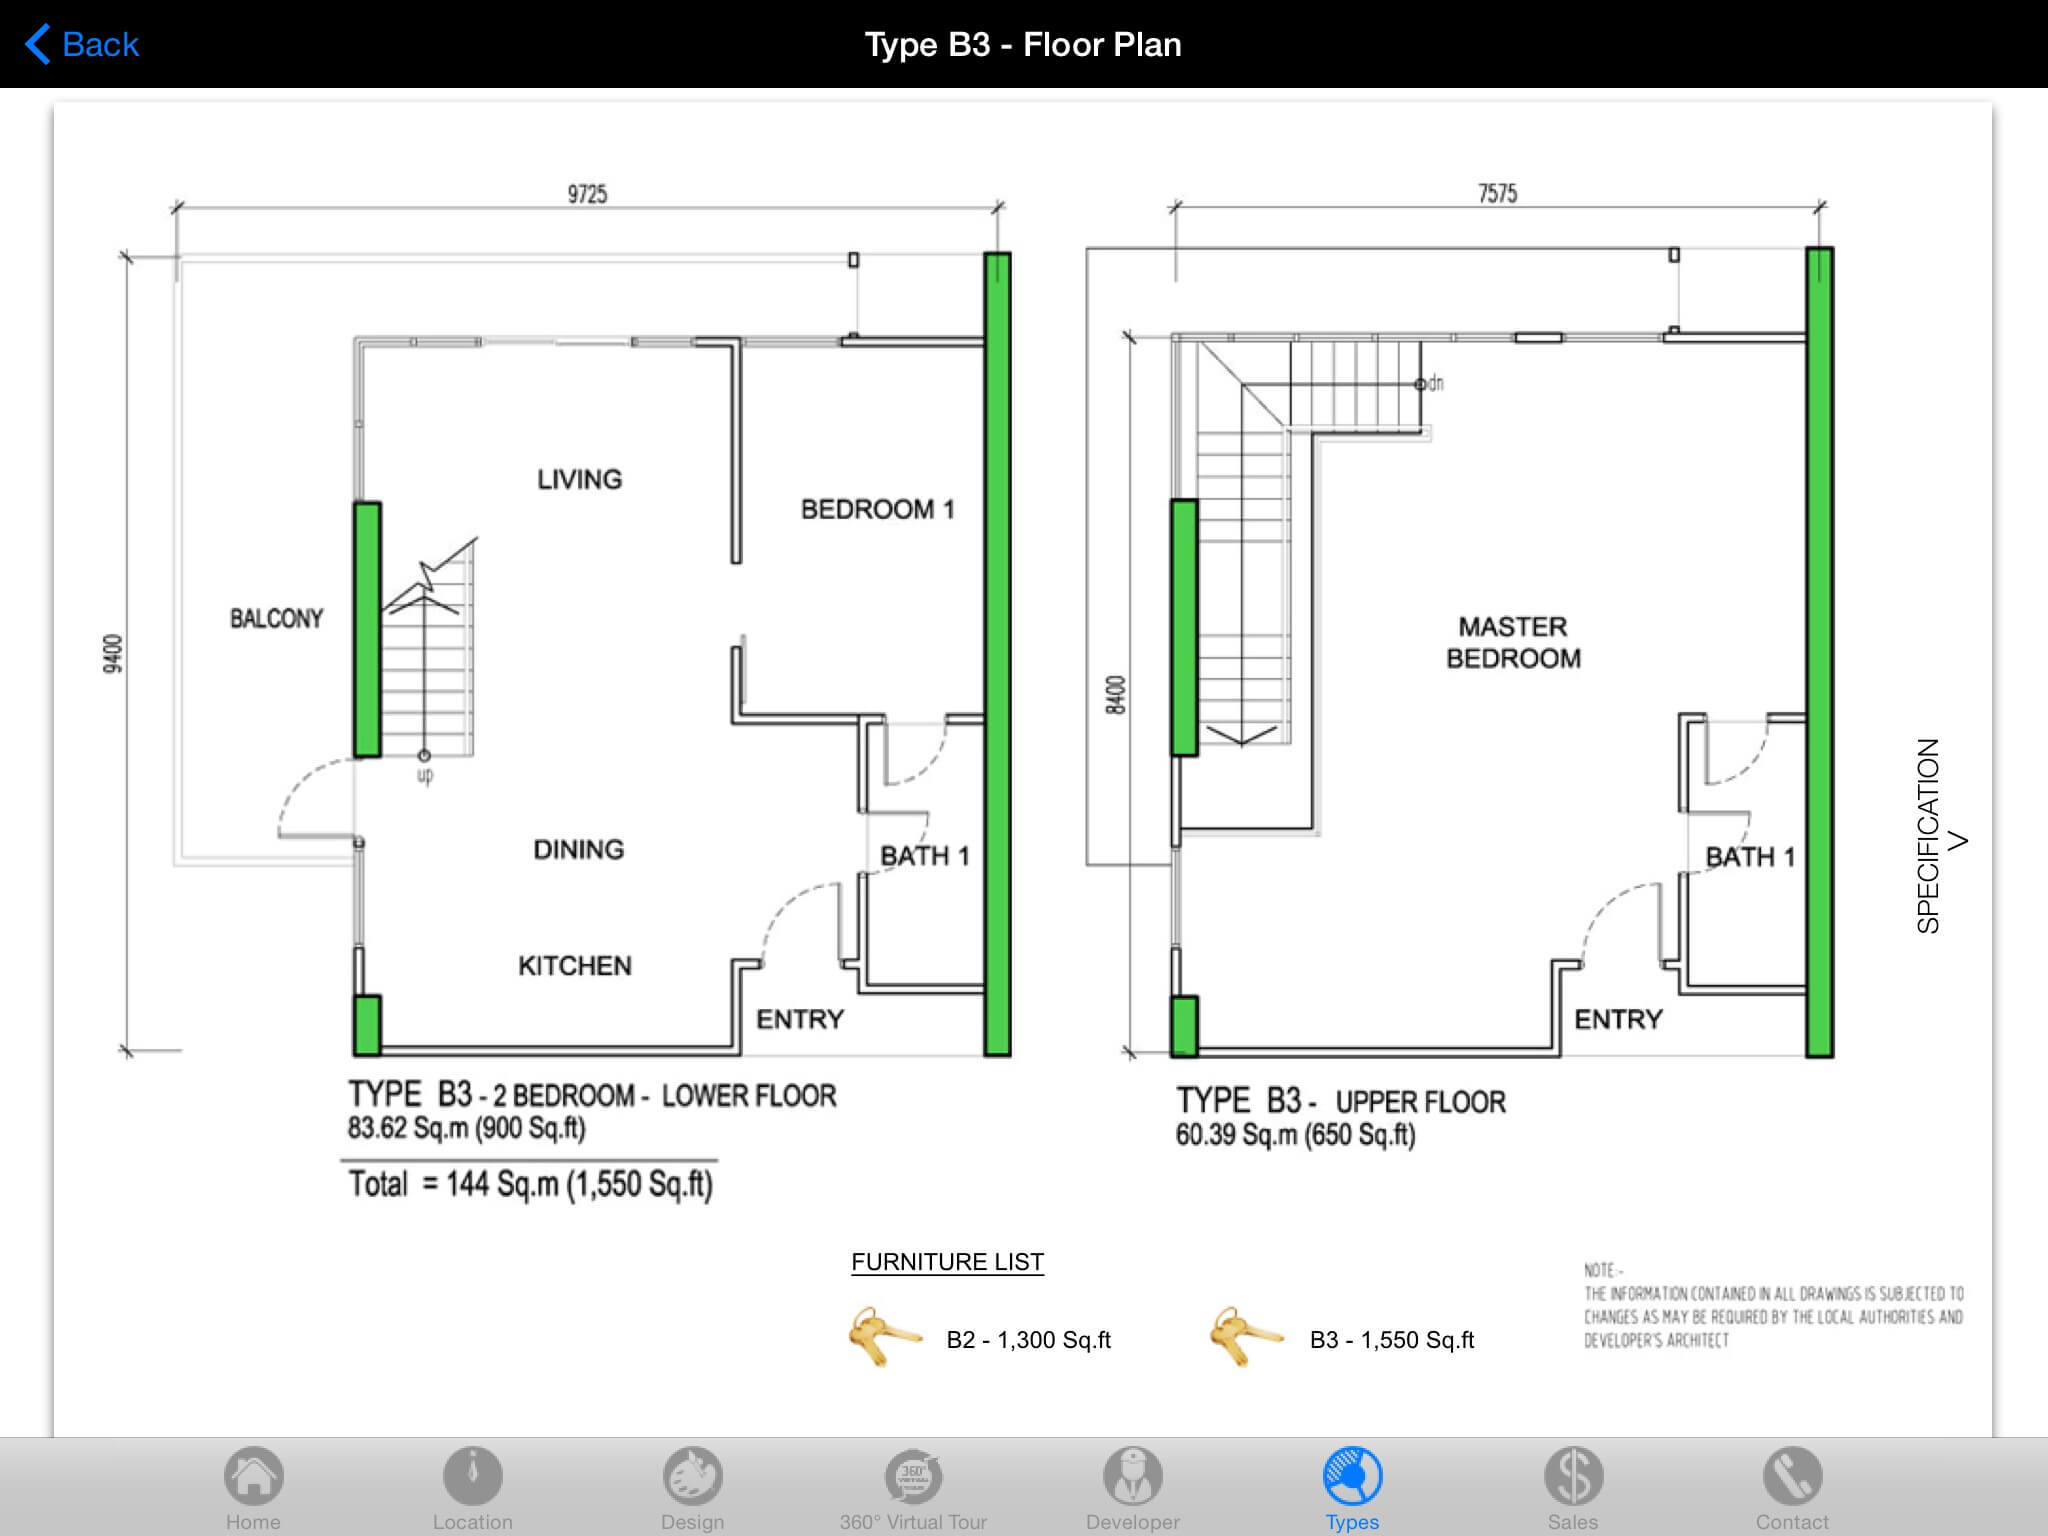 Back
Type B3 - Floor Plan
9725
7575
9400
8400
LIVING
BEDROOM 1
BALCONY
up
DINING
BATH 1
KITCHEN
ENTRY
dn
MASTER
BEDROOM
BATH 1
ENTRY
SPECIFICATION
>
TYPE B3 - 2 BEDROOM - LOWER FLOOR
83.62 Sq.m (900 Sq.ft)
Total = 144 Sq.m (1,550 Sq.ft)
TYPE B3 - UPPER FLOOR
60.39 Sq.m (650 Sq.ft)
FURNITURE LIST
B2 - 1,300 Sq.ft
B3 - 1,550 Sq.ft
NOTE:-
THE INFORMATION CONTAINED IN ALL DRAWINGS IS SUBJECTED TO
CHANGES AS MAY BE REQUIRED BY THE LOCAL AUTHORITIES AND
DEVELOPER'S ARCHITECT
360°
Home
Location
Design
360° Virtual Tour
Developer
Types
Sales
Contact